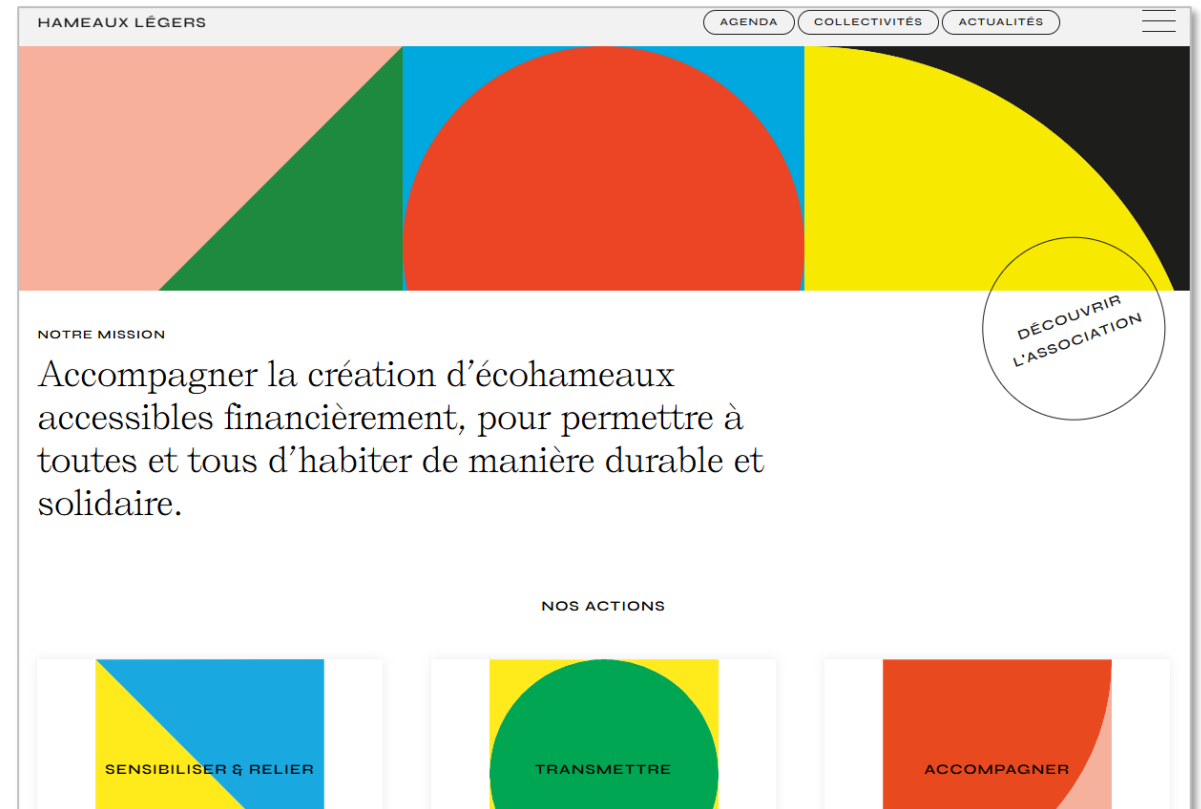 HAMEAUX LÉGERS
AGENDA
COLLECTIVITÉS
ACTUALITÉS
DÉCOUVRIR
L'ASSOCIATION
NOTRE MISSION
Accompagner la création d’écohameaux
accessibles financièrement, pour permettre à
toutes et tous d’habiter de manière durable et
solidaire.
NOS ACTIONS
SENSIBILISER & RELIER
TRANSMETTRE
ACCOMPAGNER